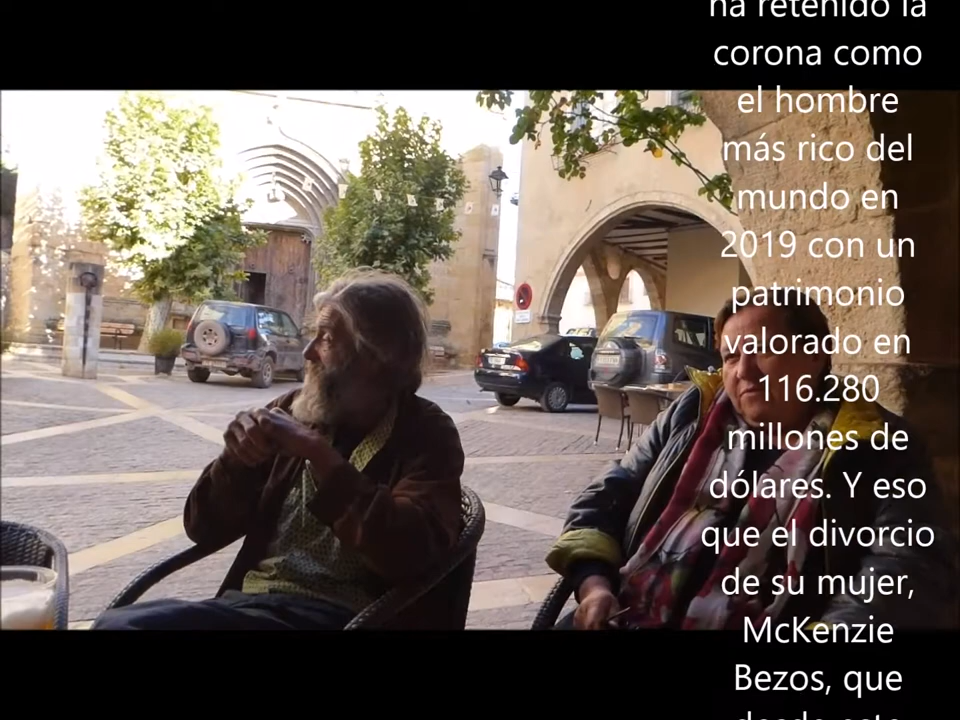 ha retenido la
corona como
el hombre
más rico del
mundo en
2019 con un
patrimonio
valorado en
116.280
millones de
dólares. Y eso
que el divorcio
de su mujer,
McKenzie
Bezos, que